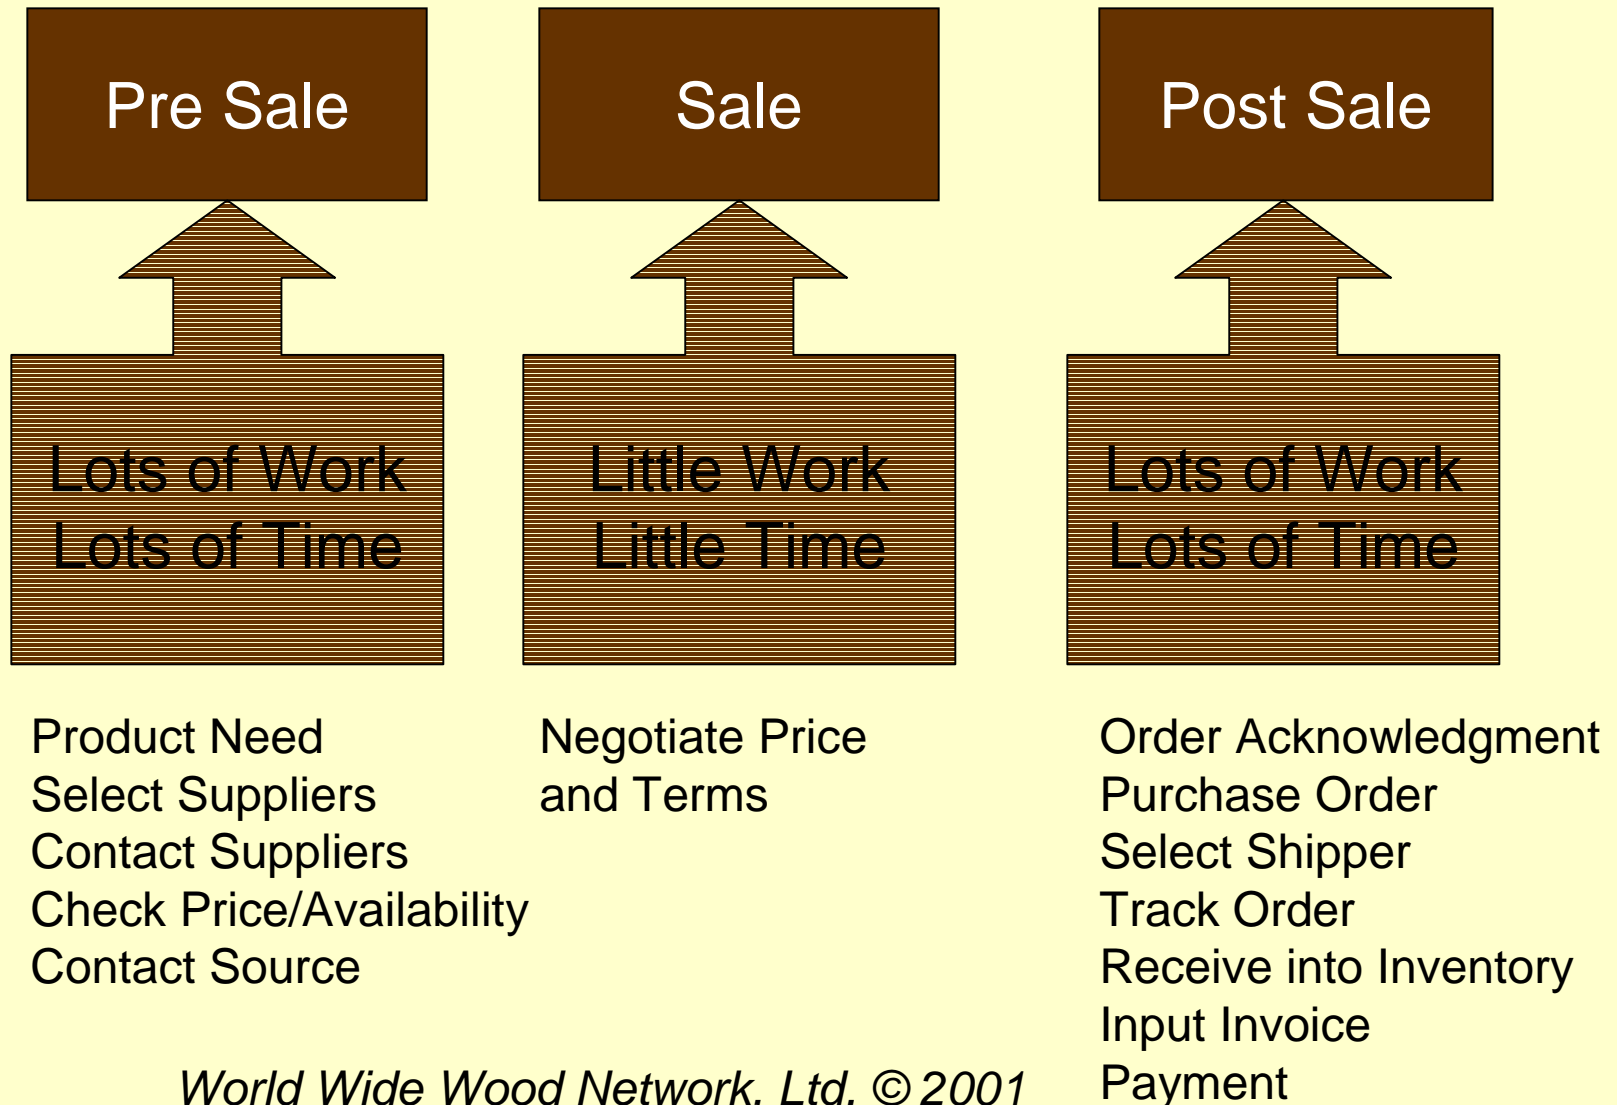 Pre Sale
Sale
Post Sale
Lots of Work
Lots of Time
Little Work
Little Time
Lots of Work
Lots of Time
Product Need
Select Suppliers
Contact Suppliers
Check Price/Availability
Contact Source
Negotiate Price
and Terms
Order Acknowledgment
Purchase Order
Select Shipper
Track Order
Receive into Inventory
Input Invoice
Payment
World Wide Wood Network, Ltd. © 2001